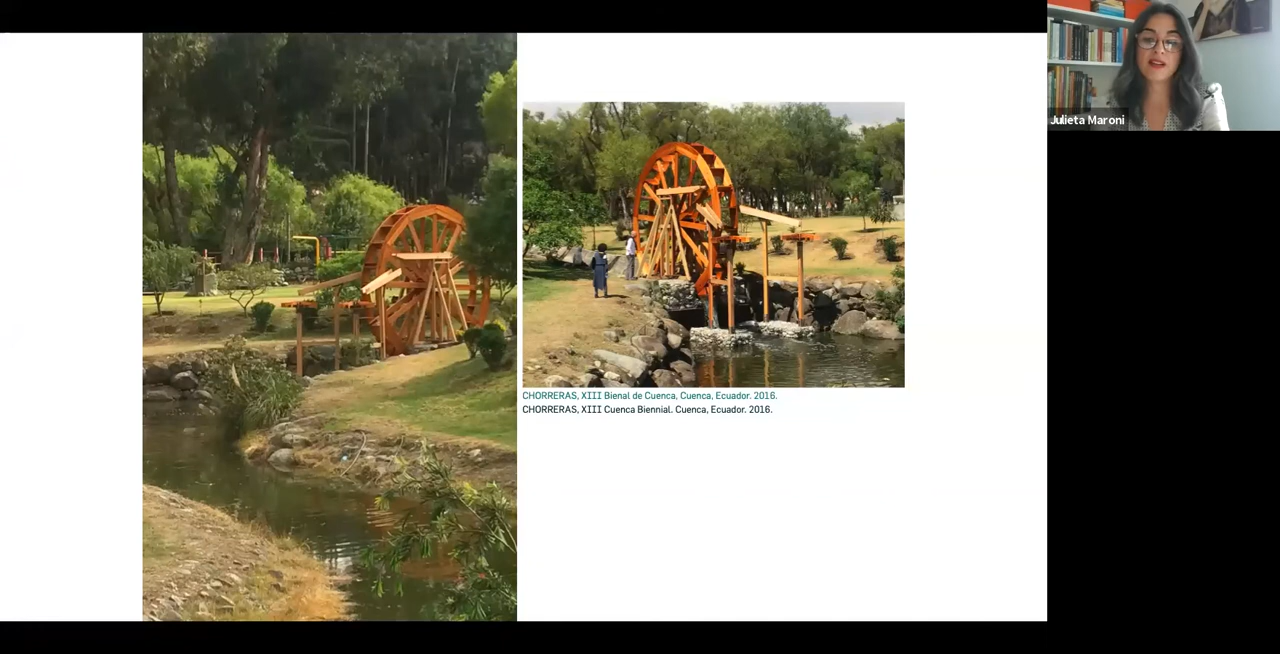 Julieta Maroni
CHORRERAS, XIII Bienal de Cuenca, Cuenca, Ecuador. 2016.
CHORRERAS, XIII Cuenca Biennial. Cuenca, Ecuador. 2016.